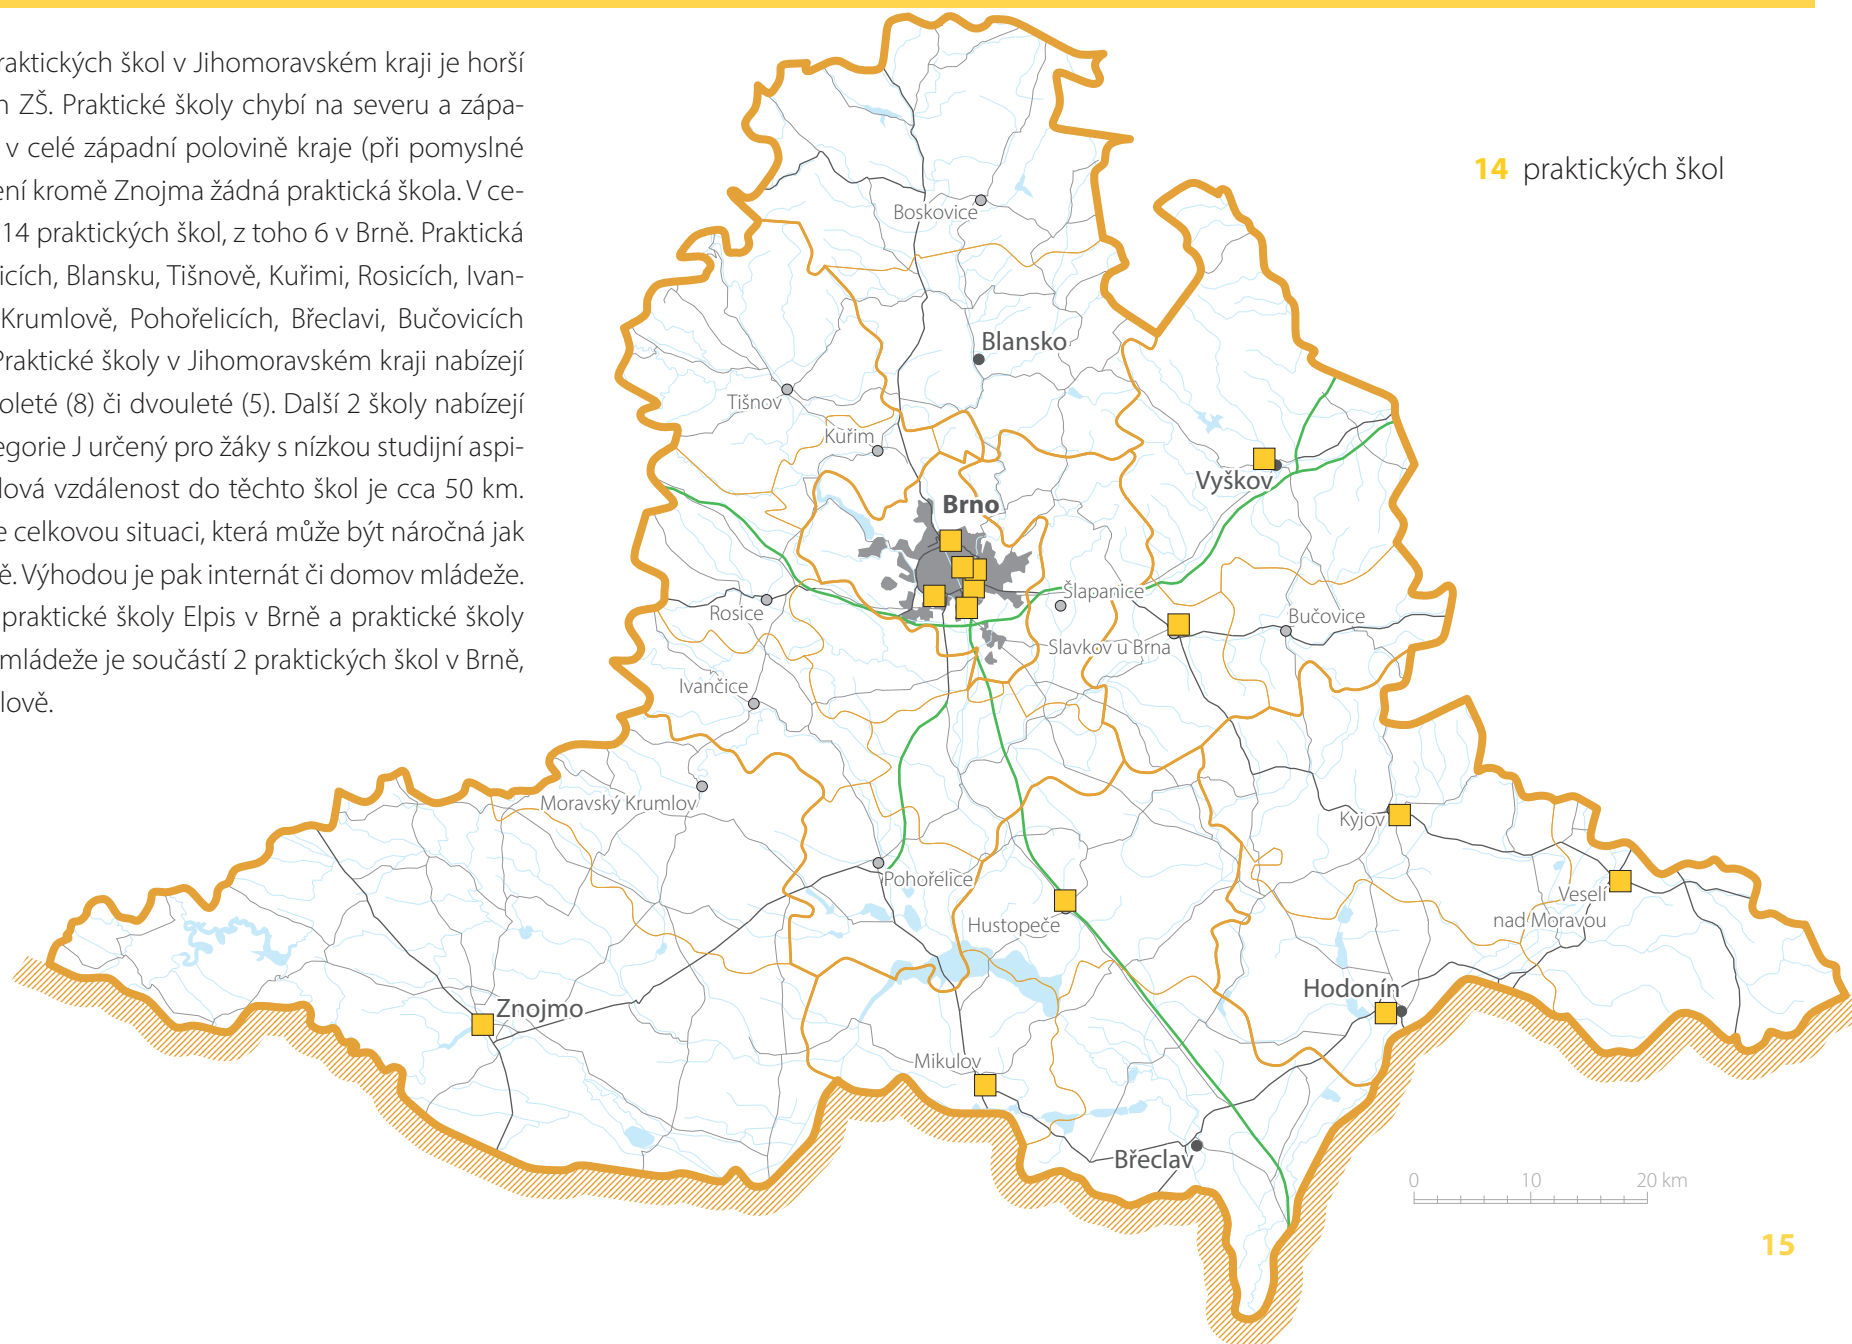 raktických škol v Jihomoravském kraji je horší
ZŠ. Praktické školy chybí na severu a zápa-
v celé západní polovině kraje (při pomyslné
ení kromě Znojma žádná praktická škola. V ce-
14 praktických škol, z toho 6 v Brně. Praktická
icích, Blansku, Tišnově, Kuřimi, Rosicích, Ivan-
Krumlově, Pohořelicích, Břeclavi, Bučovicích
Praktické školy v Jihomoravském kraji nabízejí
oleté (8) či dvouleté (5). Další 2 školy nabízejí
egorie J určený pro žáky s nízkou studijní aspi-
lová vzdálenost do těchto škol je cca 50 km.
e celkovou situaci, která může být náročná jak
ě. Výhodou je pak internát či domov mládeže.
praktické školy Elpis v Brně a praktické školy
mládeže je součástí 2 praktických škol v Brně,
lově.
14 praktických škol
Boskovice
Blansko
Tišnov
Kuřim
Vyškov
Brno
Šlapanice
Rosice
Bučovice
Slavkov u Brna
Ivančice
Moravský Krumlov
Kyjov
Pohořelice
Veselí
nad Moravou
Hustopeče
Hodonín
Znojmo
Mikulov
Břeclav
0 10 20 km
15